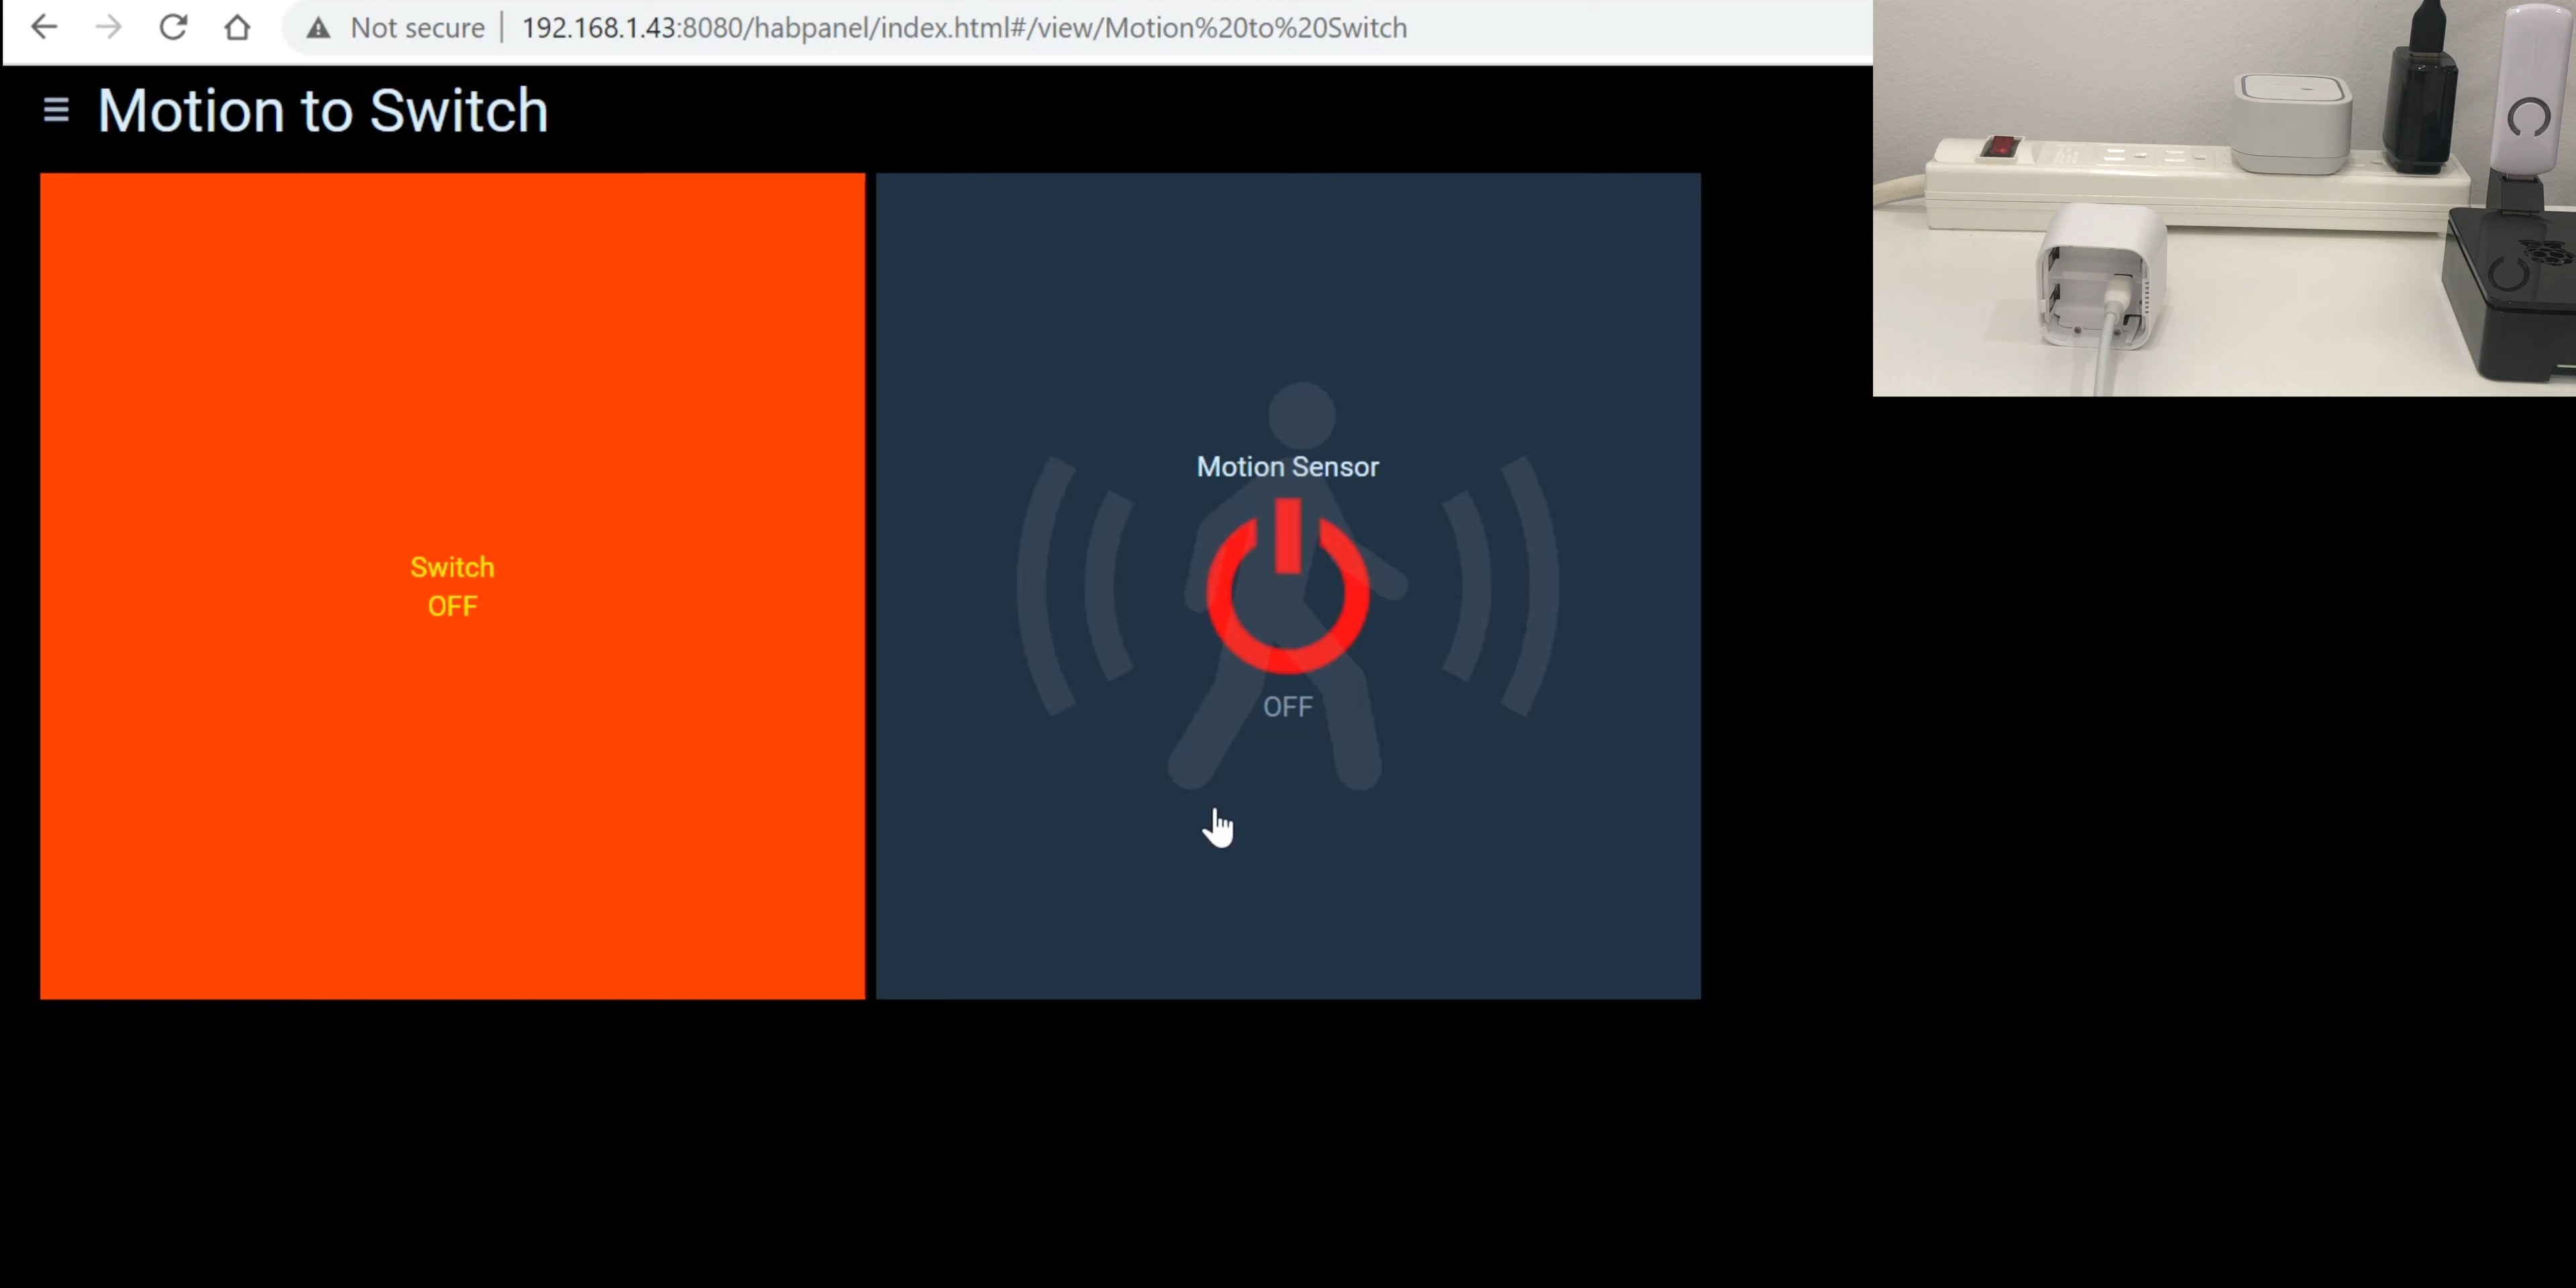 Not secure
192.168.1.43:8080/habpanel/index.html#/view/Motion%20to%20Switch
Motion to Switch
Switch
OFF
Motion Sensor
OFF